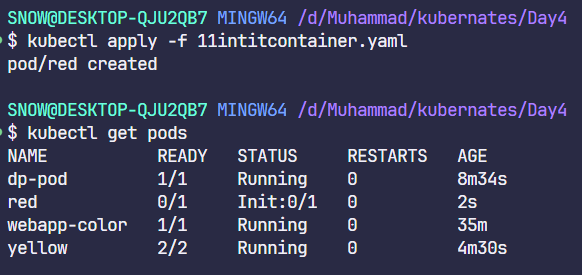 SNOW@DESKTOP-QJU2QB7 MINGW64 /d/Muhammad/kubernates/Day4
$ kubectl apply -f 11intitcontainer.yaml
pod/red created
SNOW@DESKTOP-QJU2QB7 MINGW64 /d/Muhammad/kubernates/Day4
$ kubectl get pods
NAME READY STATUS RESTARTS AGE
dp-pod 1/1 Running 0 8m34s
red 0/1 Init:0/1 0 2s
webapp-color 1/1 Running 0 35m
yellow 2/2 Running 0 4m30s